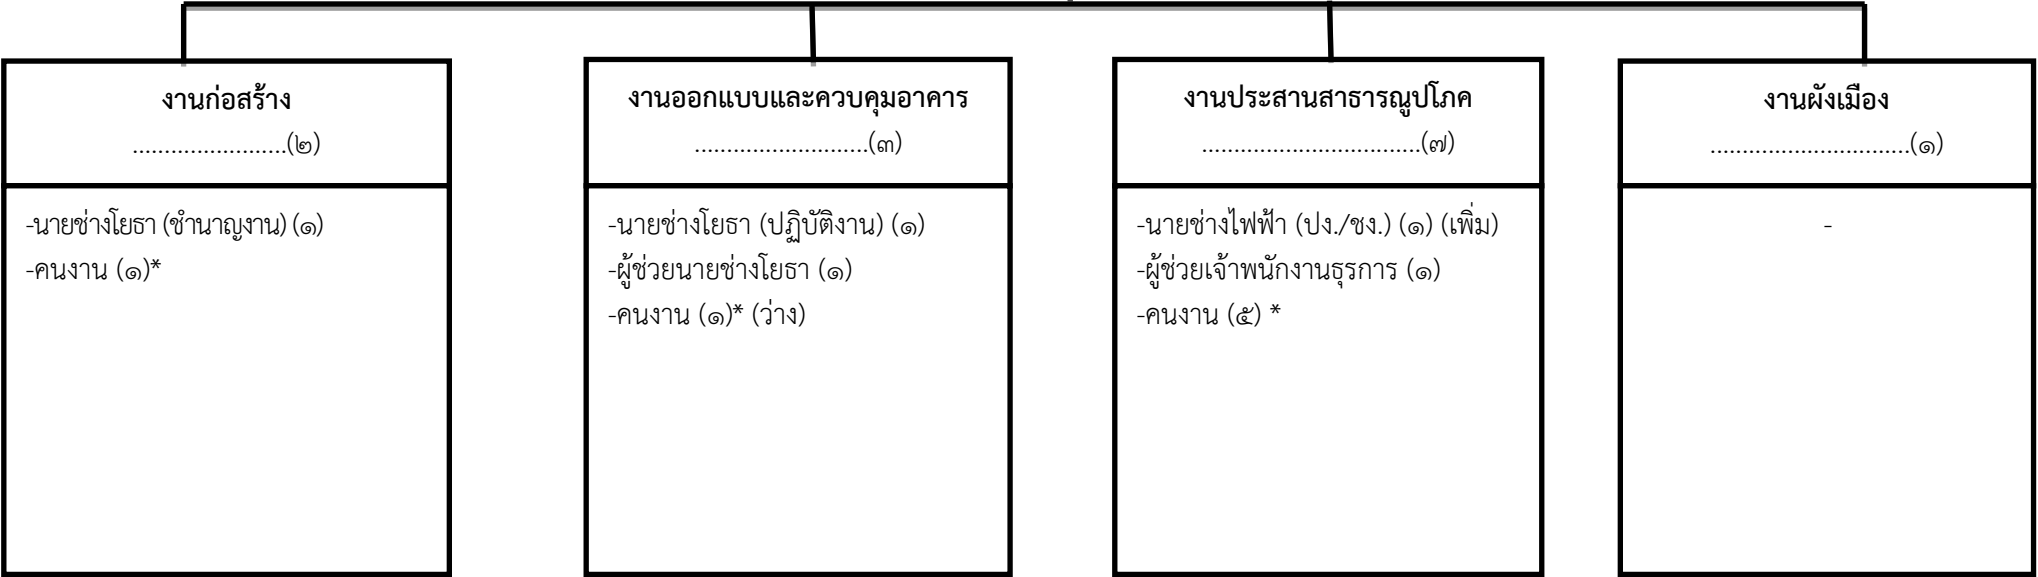 งานก่อสร้าง
........................(๒)
-นายช่างโยธา (ชำนาญงาน) (๑)
-คนงาน (๑)*
งานออกแบบและควบคุมอาคาร
...........................(๓)
-นายช่างโยธา (ปฏิบัติงาน) (๑)
-ผู้ช่วยนายช่างโยธา (๑)
-คนงาน (๑)* (ว่าง)
งานประสานสาธารณูปโภค
..................................(๗)
-นายช่างไฟฟ้า (ปง./ชง.) (๑) (เพิ่ม)
-ผู้ช่วยเจ้าพนักงานธุรการ (๑)
-คนงาน (๕) *
งานผังเมือง
...............................(๑)
-